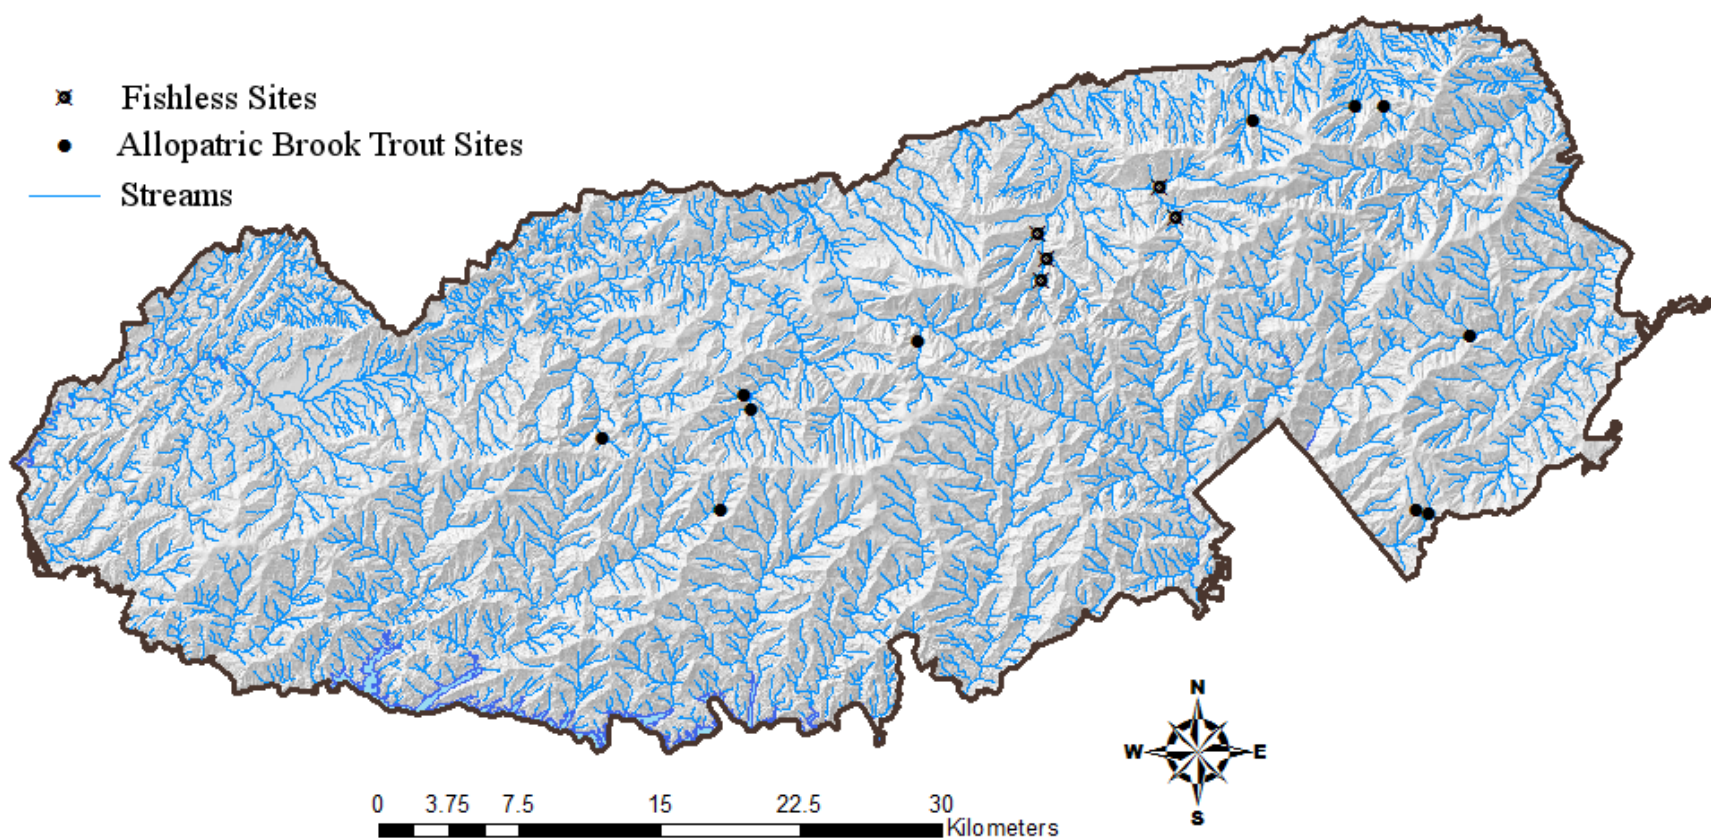 Fishless Sites
Allopatric Brook Trout Sites
Streams
N
W E
S
0 3.75 7.5 15 22.5 30
Kilometers